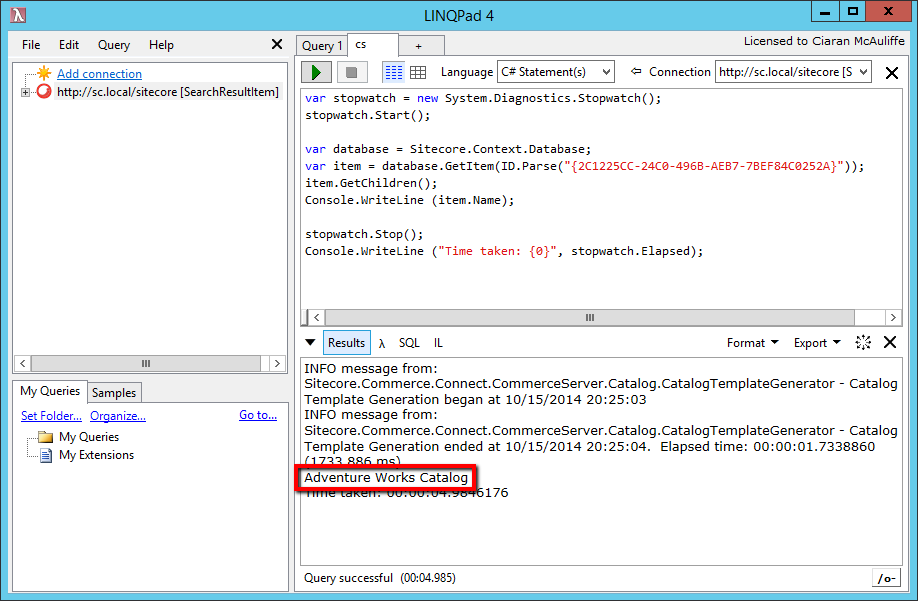 LINQPad 4
File Edit Query Help
Add connection
http://sc.local/sitecore [SearchResultItem]
My Queries Samples
Set Folder... Organize... Go to...
My Queries
My Extensions
Query 1 cs +
Licensed to Ciaran McAuliffe
Language C# Statement(s) Connection http://sc.local/sitecore [S
var stopwatch = new System.Diagnostics.Stopwatch();
stopwatch.Start();
var database = Sitecore.Context.Database;
var item = database.GetItem(ID.Parse("{2C1225CC-24C0-496B-AEB7-7BEF84C0252A}"));
item.GetChildren();
Console.WriteLine (item.Name);
stopwatch.Stop();
Console.WriteLine ("Time taken: {0}", stopwatch.Elapsed);
Results λ SQL IL Format Export
INFO message from:
Sitecore.Commerce.Connect.CommerceServer.Catalog.CatalogTemplateGenerator - Catalog
Template Generation began at 10/15/2014 20:25:03
INFO message from:
Sitecore.Commerce.Connect.CommerceServer.Catalog.CatalogTemplateGenerator - Catalog
Template Generation ended at 10/15/2014 20:25:04. Elapsed time: 00:00:01.7338860
(1733.886 ms)
Adventure Works Catalog
Time taken: 00:00:04.9846176
Query successful (00:04.985) /o-